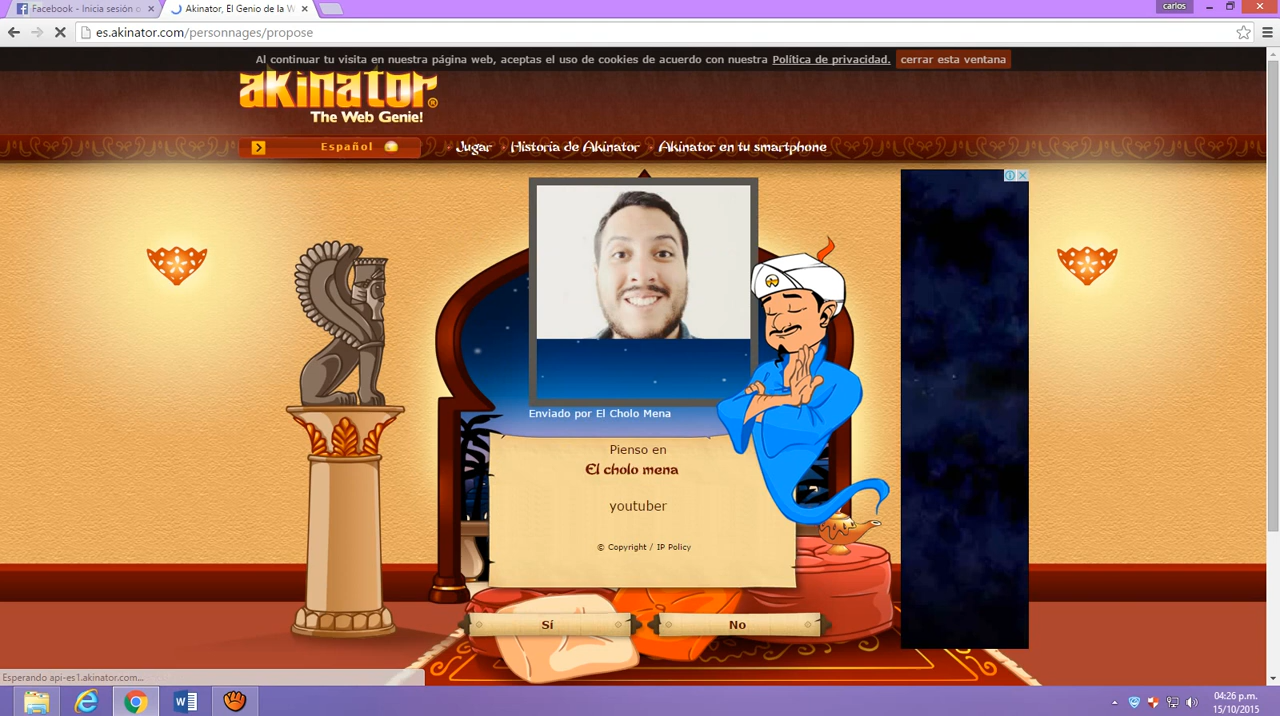 Facebook - Inicia sesión o
Akinator, El Genio de la W
carlos
es.akinator.com/personnages/propose
Al continuar tu visita en nuestra página web, aceptas el uso de cookies de acuerdo con nuestra Política de privacidad. cerrar esta ventana
akinator®
The Web Genie!
Español
Jugar
Historia de Akinator
Akinator en tu smartphone
Enviado por El Cholo Mena
Pienso en
El cholo mena
youtuber
© Copyright / IP Policy
Sí
No
Esperando api-es1.akinator.com...
04:26 p.m.
15/10/2015